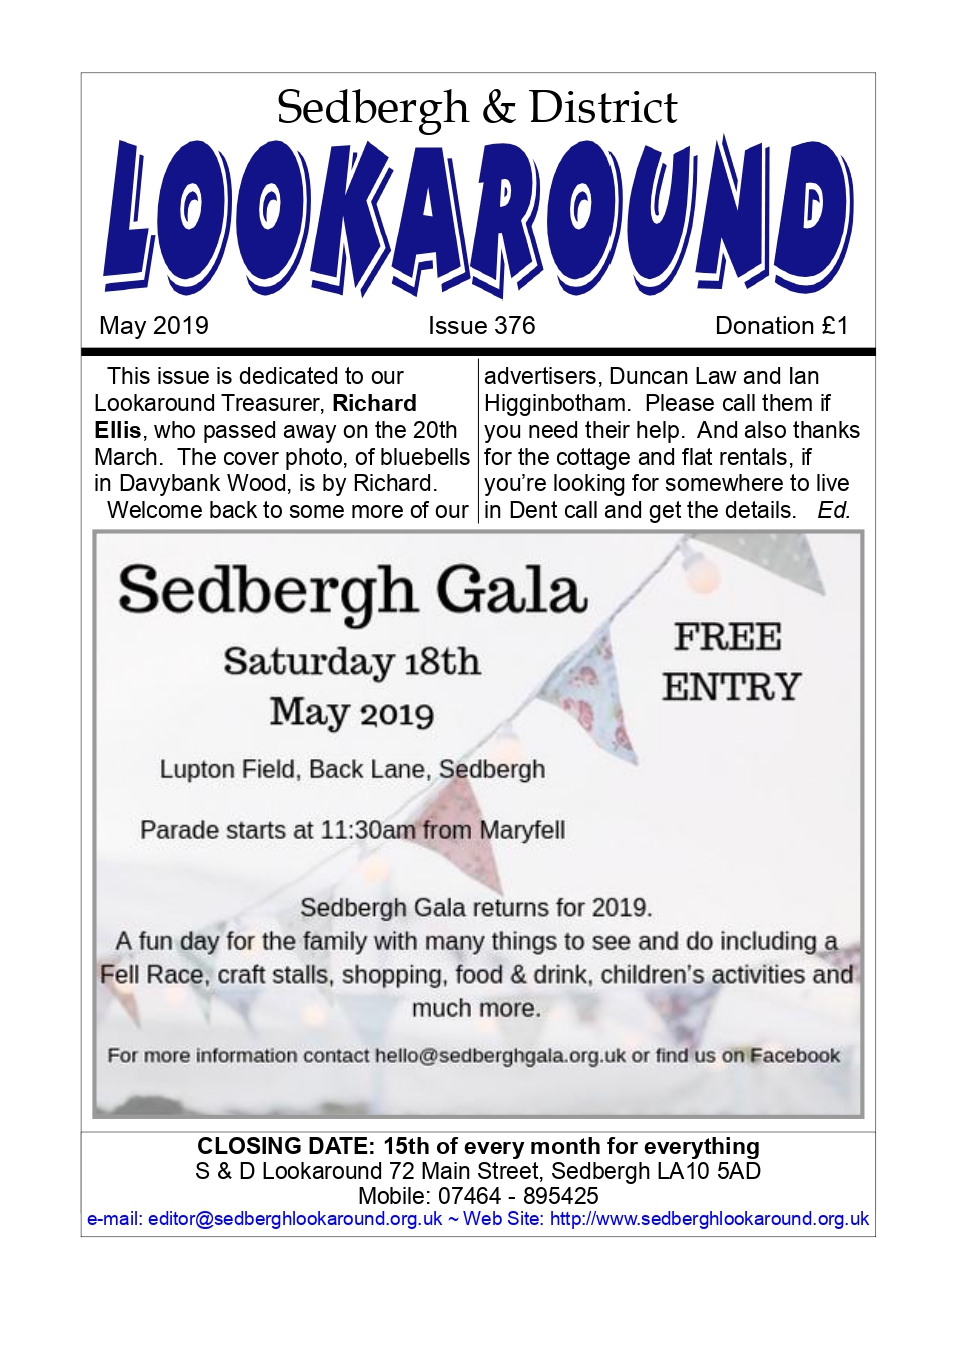 Sedbergh & District
LOOKAROUND
May 2019 Issue 376 Donation £1
This issue is dedicated to our
Lookaround Treasurer, Richard
Ellis, who passed away on the 20th
March. The cover photo, of bluebells
in Davybank Wood, is by Richard.
Welcome back to some more of our
advertisers, Duncan Law and Ian
Higginbotham. Please call them if
you need their help. And also thanks
for the cottage and flat rentals, if
you’re looking for somewhere to live
in Dent call and get the details. Ed.
Sedbergh Gala
Saturday 18th
May 2019
FREE
ENTRY
Lupton Field, Back Lane, Sedbergh
Parade starts at 11:30am from Maryfell
Sedbergh Gala returns for 2019.
A fun day for the family with many things to see and do including a
Fell Race, craft stalls, shopping, food & drink, children’s activities and
much more.
For more information contact hello@sedberghgala.org.uk or find us on Facebook
CLOSING DATE: 15th of every month for everything
S & D Lookaround 72 Main Street, Sedbergh LA10 5AD
Mobile: 07464 - 895425
e-mail: editor@sedberghlookaround.org.uk ~ Web Site: http://www.sedberghlookaround.org.uk